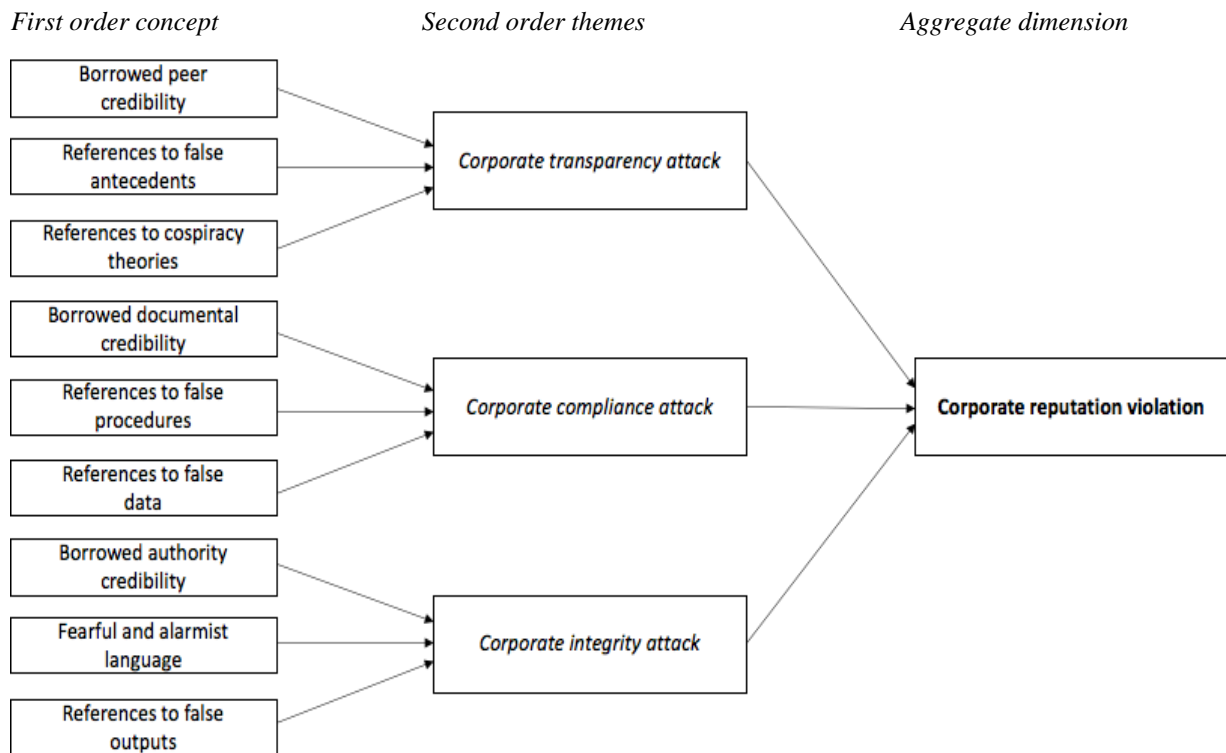 First order concept
Second order themes
Aggregate dimension
Borrowed peer
credibility
References to false
antecedents
References to cospiracy
theories
Borrowed documental
credibility
References to false
procedures
References to false
data
Borrowed authority
credibility
Fearful and alarmist
language
References to false
outputs
Corporate transparency attack
Corporate compliance attack
Corporate integrity attack
Corporate reputation violation